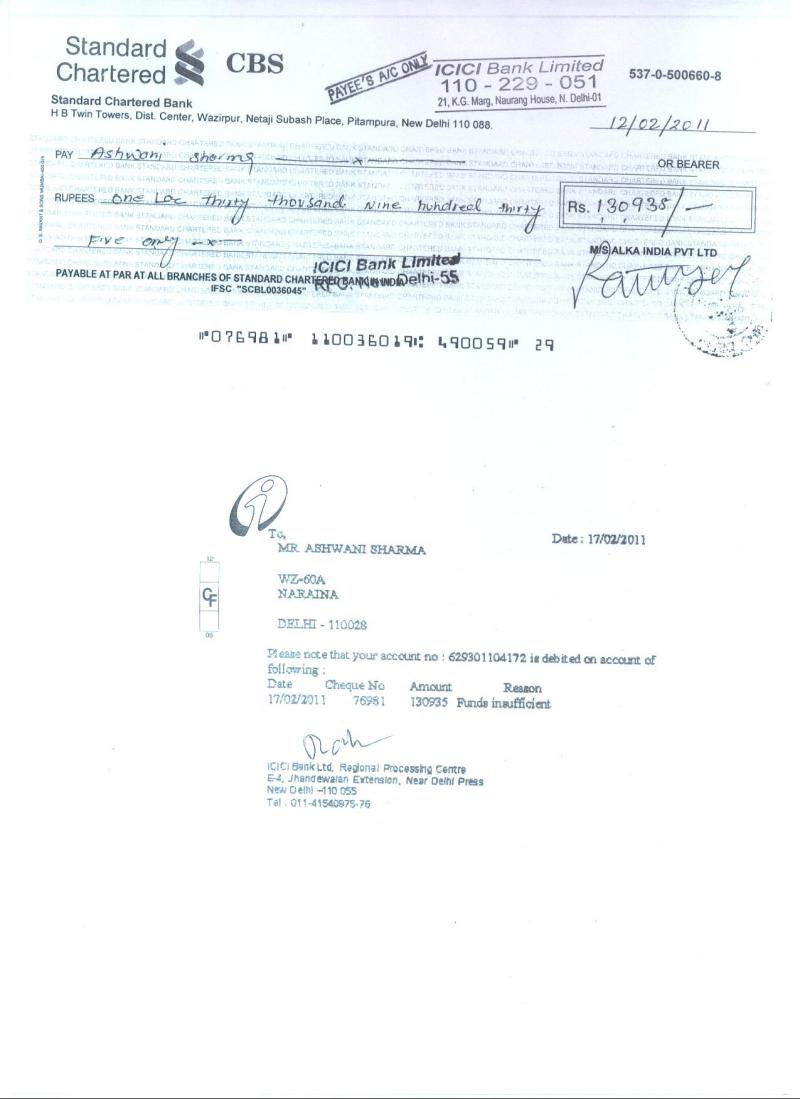 Standard
Chartered
CBS
PAYEE'S A/C ONLY
ICICI Bank Limited
110 - 229 - 051
21, K.G. Marg, Naurang House, N. Delhi-01
537-0-500660-8
Standard Chartered Bank
H B Twin Towers, Dist. Center, Wazirpur, Netaji Subash Place, Pitampura, New Delhi 110 088.
12/02/2011
PAY Ashwani Sharma OR BEARER
RUPEES one Lac thirty thousand nine hundred thirty
Rs. 130935/-
Five only
M/S ALKA INDIA PVT LTD
ICICI Bank Limited
PAYABLE AT PAR AT ALL BRANCHES OF STANDARD CHARTERED BANK IN INDIA
Delhi-55
IFSC "SCBL0036045"
⑈076981⑈ 110036019⑆ 490059⑈ 29
To,
MR. ASHWANI SHARMA
Date : 17/02/2011
WZ-60A
NARAINA
DELHI - 110028
12
CF
06
Please note that your account no : 629301104172 is debited on account of
following :
Date Cheque No Amount Reason
17/02/2011 76981 130935 Funds insufficient
ICICI Bank Ltd, Regional Processing Centre
E-4, Jhandewalan Extension, Near Delhi Press
New Delhi -110 055
Tel : 011-41540975-76